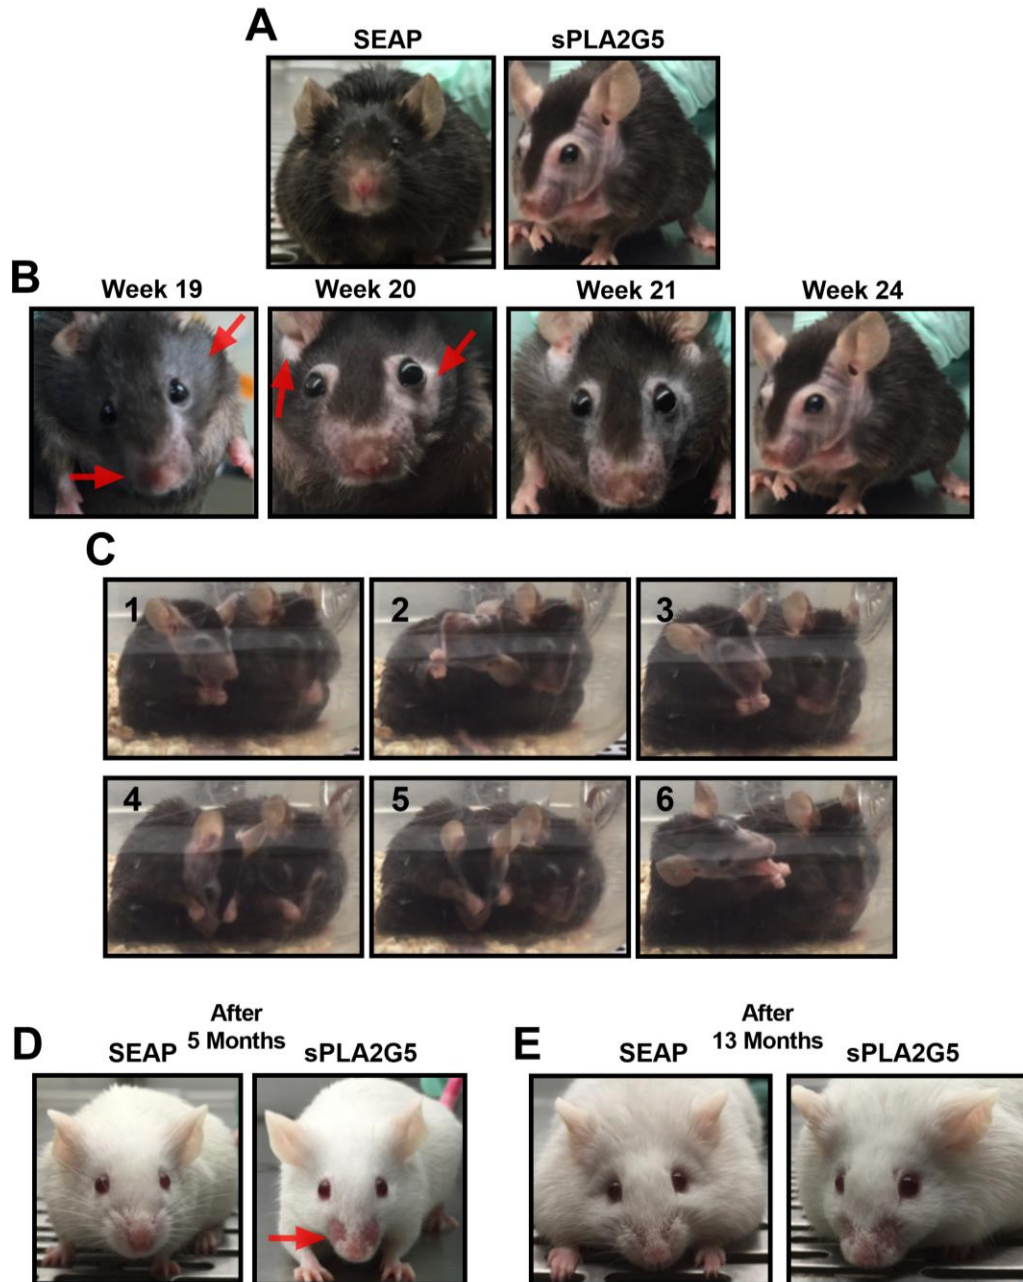 A
SEAP sPLA2G5
B
Week 19 Week 20 Week 21 Week 24
C
1 2 3
4 5 6
D
After
5 Months
SEAP sPLA2G5
E
After
13 Months
SEAP sPLA2G5